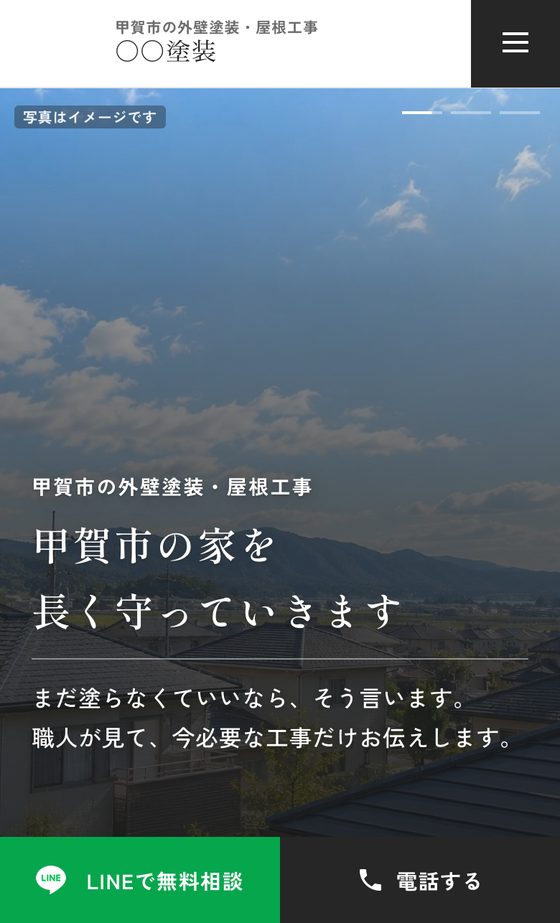 甲賀市の外壁塗装・屋根工事
〇〇塗装
写真はイメージです
甲賀市の外壁塗装・屋根工事
甲賀市の家を
長く守っていきます
まだ塗らなくていいなら、そう言います。
職人が見て、今必要な工事だけお伝えします。
LINE
LINEで無料相談
電話する